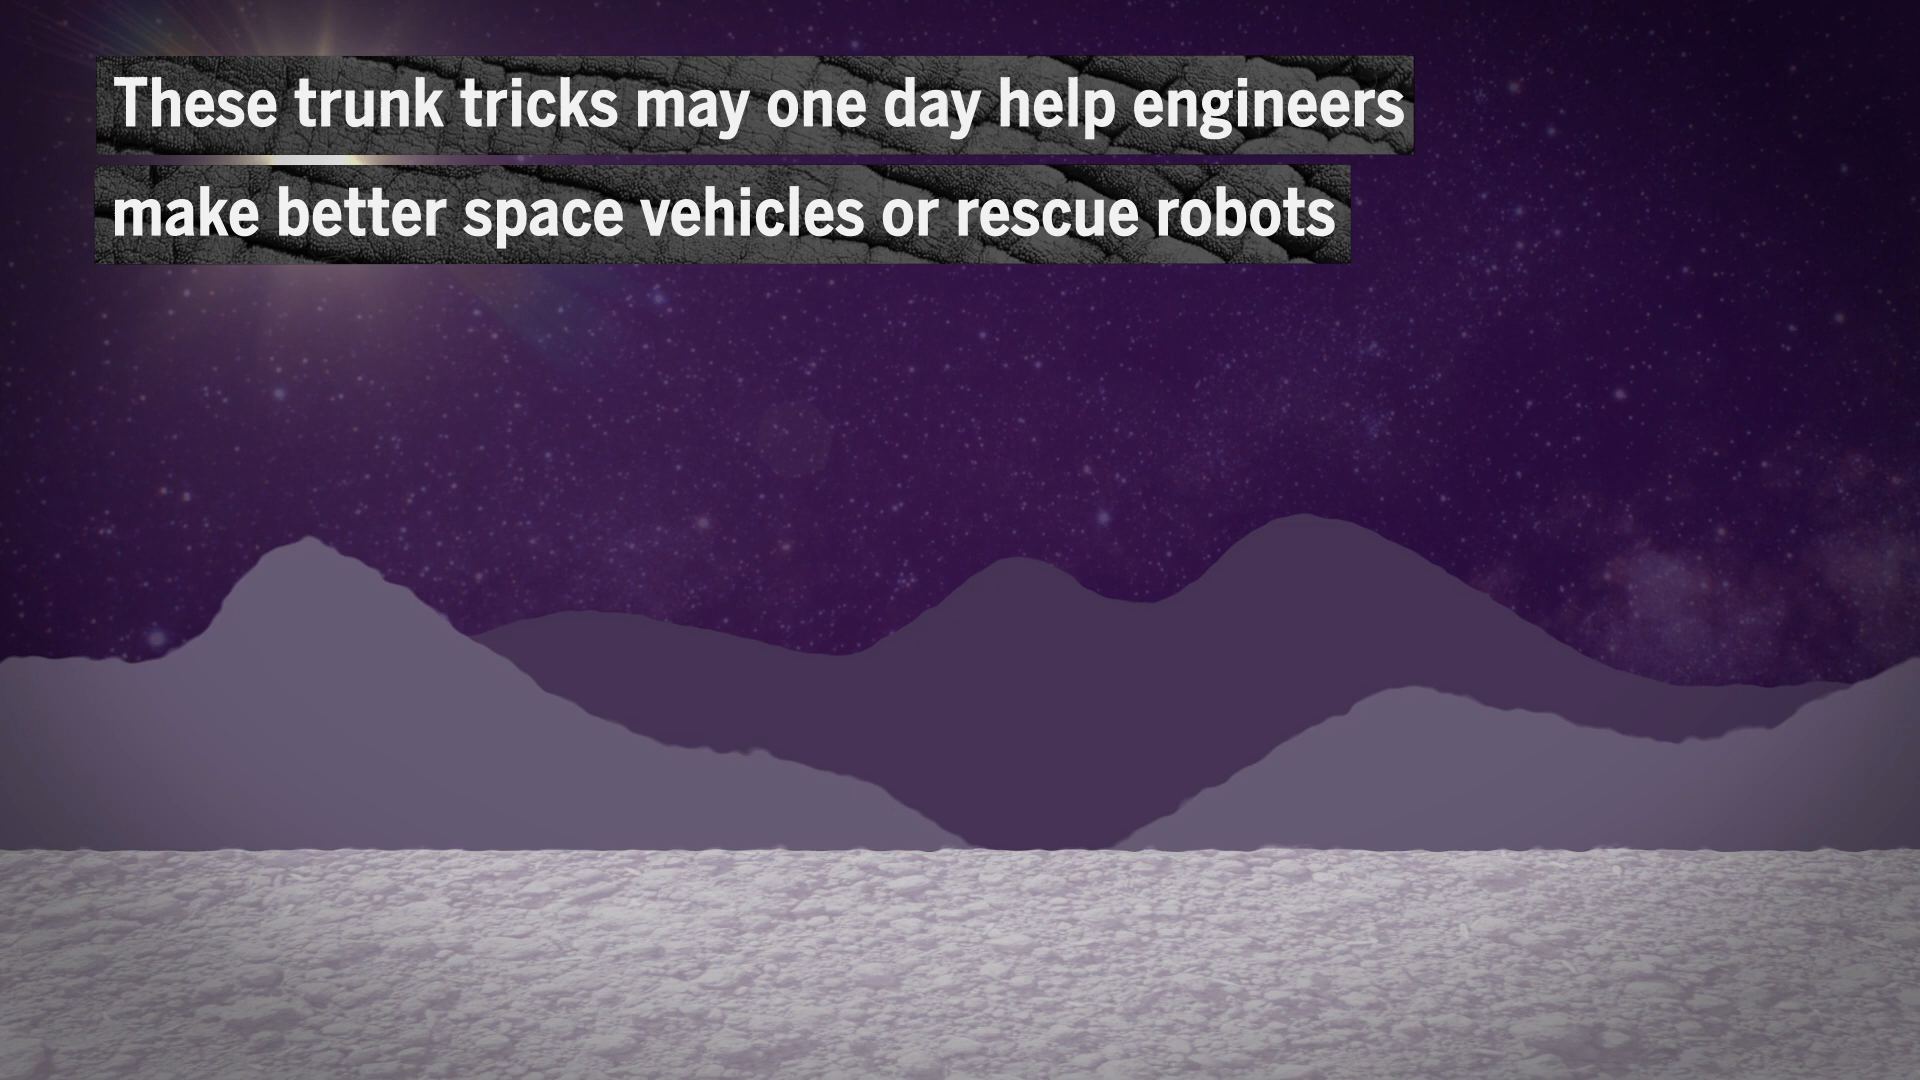 These trunk tricks may one day help engineers
make better space vehicles or rescue robots